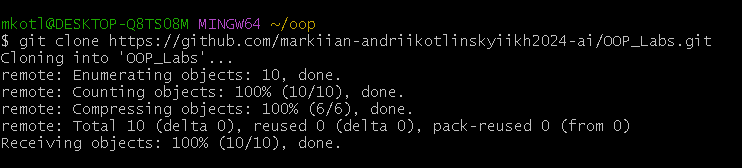 mkotl@DESKTOP-Q8TS08M MINGW64 ~/oop
$ git clone https://github.com/markiian-andriikotlinskyiikh2024-ai/OOP_Labs.git
Cloning into 'OOP_Labs'...
remote: Enumerating objects: 10, done.
remote: Counting objects: 100% (10/10), done.
remote: Compressing objects: 100% (6/6), done.
remote: Total 10 (delta 0), reused 0 (delta 0), pack-reused 0 (from 0)
Receiving objects: 100% (10/10), done.